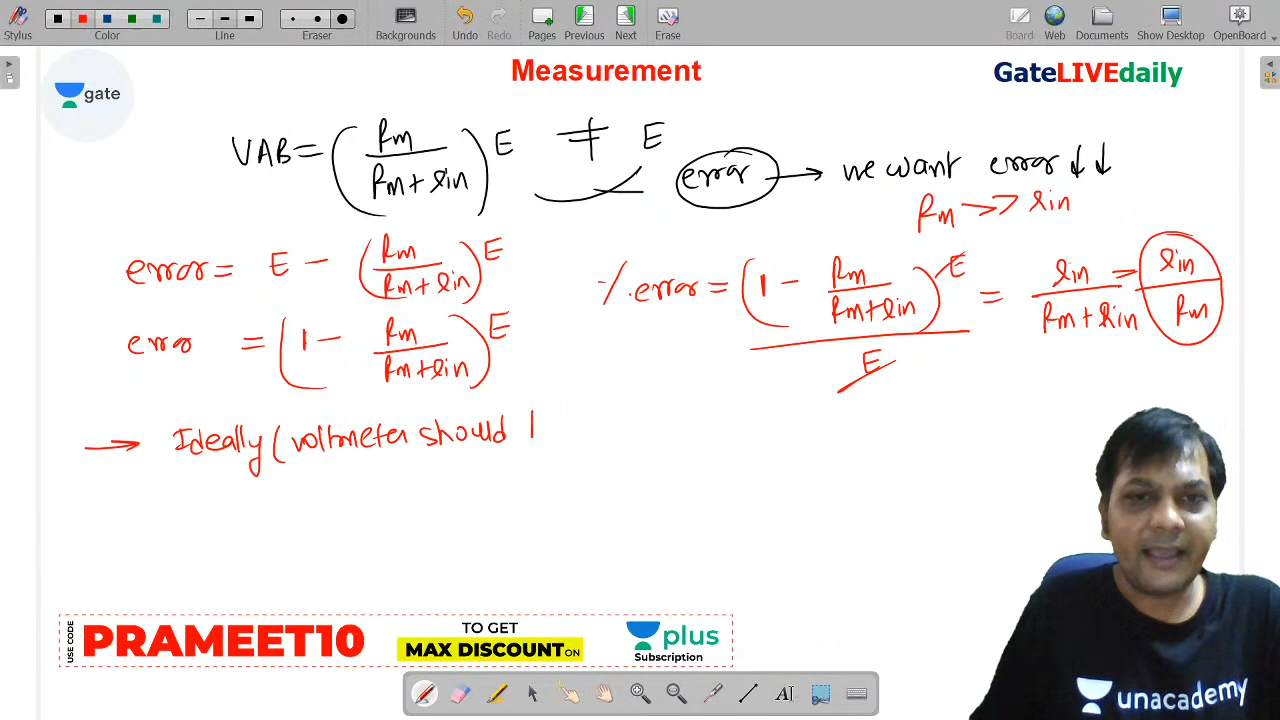 Stylus
Color
Line
Eraser
Backgrounds
Undo
Redo
Pages
Previous
Next
Erase
Board
Web
Documents
Show Desktop
OpenBoard
gate
Measurement
GateLIVEdaily
VAB = (Rm / Rm + Rin) E ≠ E
error → we want error ↓↓
Rm >> Rin
error = E − (Rm / Rm + Rin) E
% error = (1 − Rm / Rm + Rin) E / E = Rin / Rm + Rin = Rin / Rm
error = (1 − Rm / Rm + Rin) E
→ Ideally (voltmeter should
USE CODE
PRAMEET10
TO GET
MAX DISCOUNT ON
plus
Subscription
unacademy